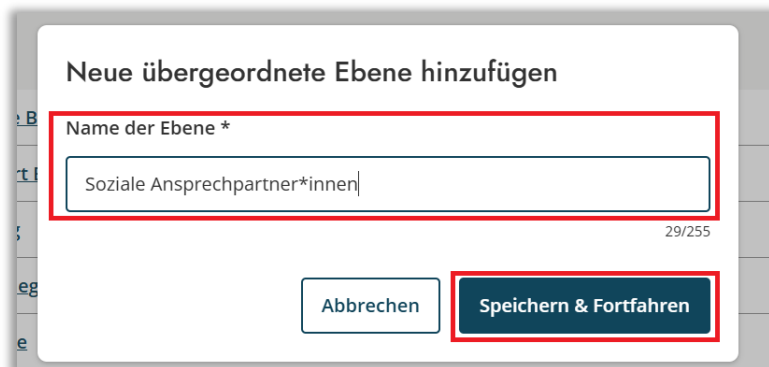 Neue übergeordnete Ebene hinzufügen
Name der Ebene *
Soziale Ansprechpartner*innen
29/255
Abbrechen
Speichern & Fortfahren